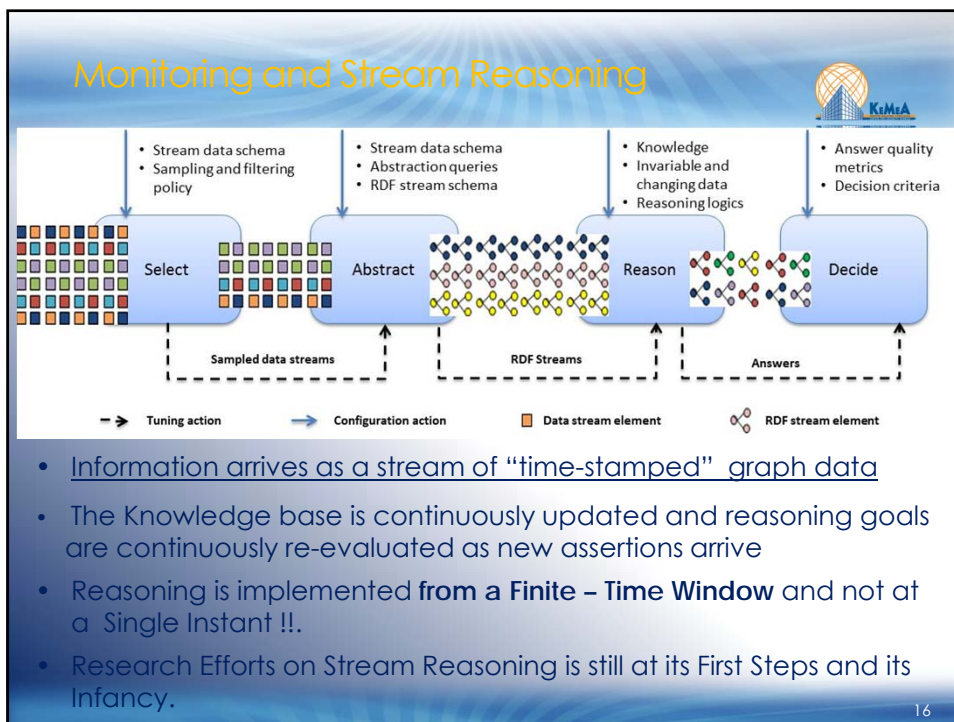 Monitoring and Stream Reasoning
KEMEA
• Stream data schema
• Sampling and filtering
policy
• Stream data schema
• Abstraction queries
• RDF stream schema
• Knowledge
• Invariable and
changing data
• Reasoning logics
• Answer quality
metrics
• Decision criteria
Select
Abstract
Reason
Decide
Sampled data streams
RDF Streams
Answers
Tuning action
Configuration action
Data stream element
RDF stream element
• Information arrives as a stream of “time-stamped” graph data
• The Knowledge base is continuously updated and reasoning goals
are continuously re-evaluated as new assertions arrive
• Reasoning is implemented from a Finite – Time Window and not at
a Single Instant !!.
• Research Efforts on Stream Reasoning is still at its First Steps and its
Infancy.
16